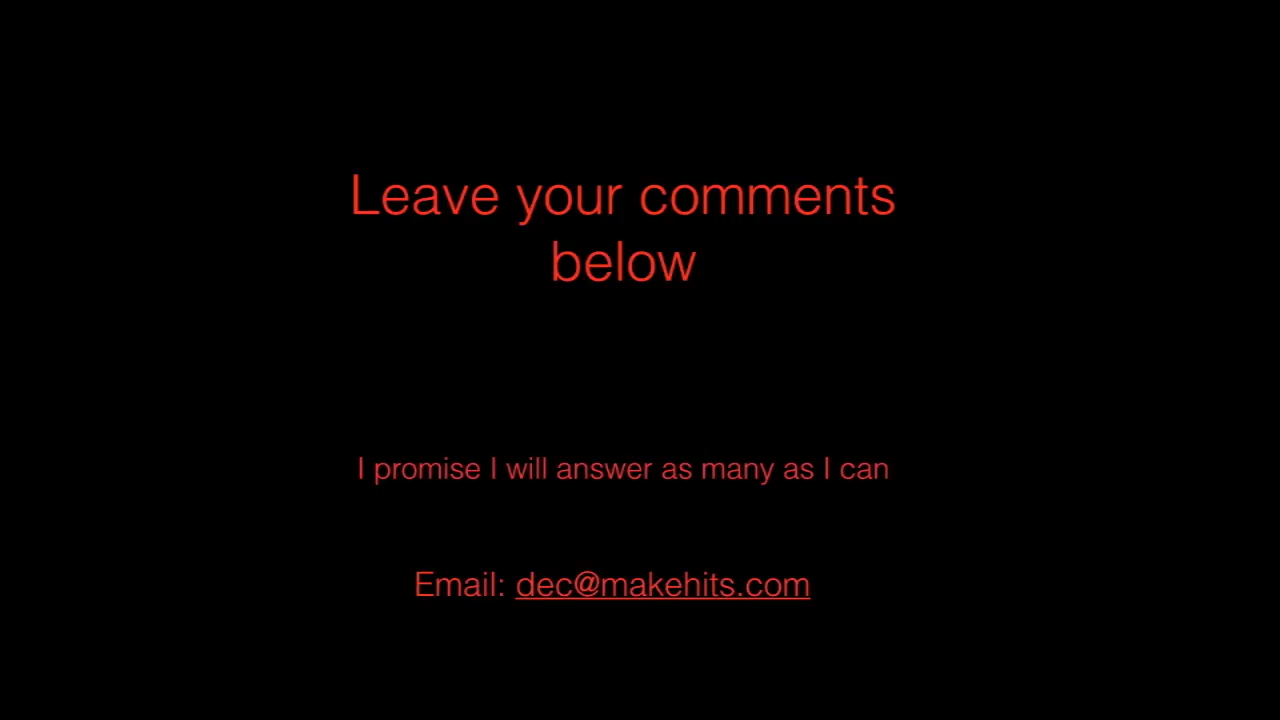 Leave your comments
below
I promise I will answer as many as I can
Email: dec@makehits.com